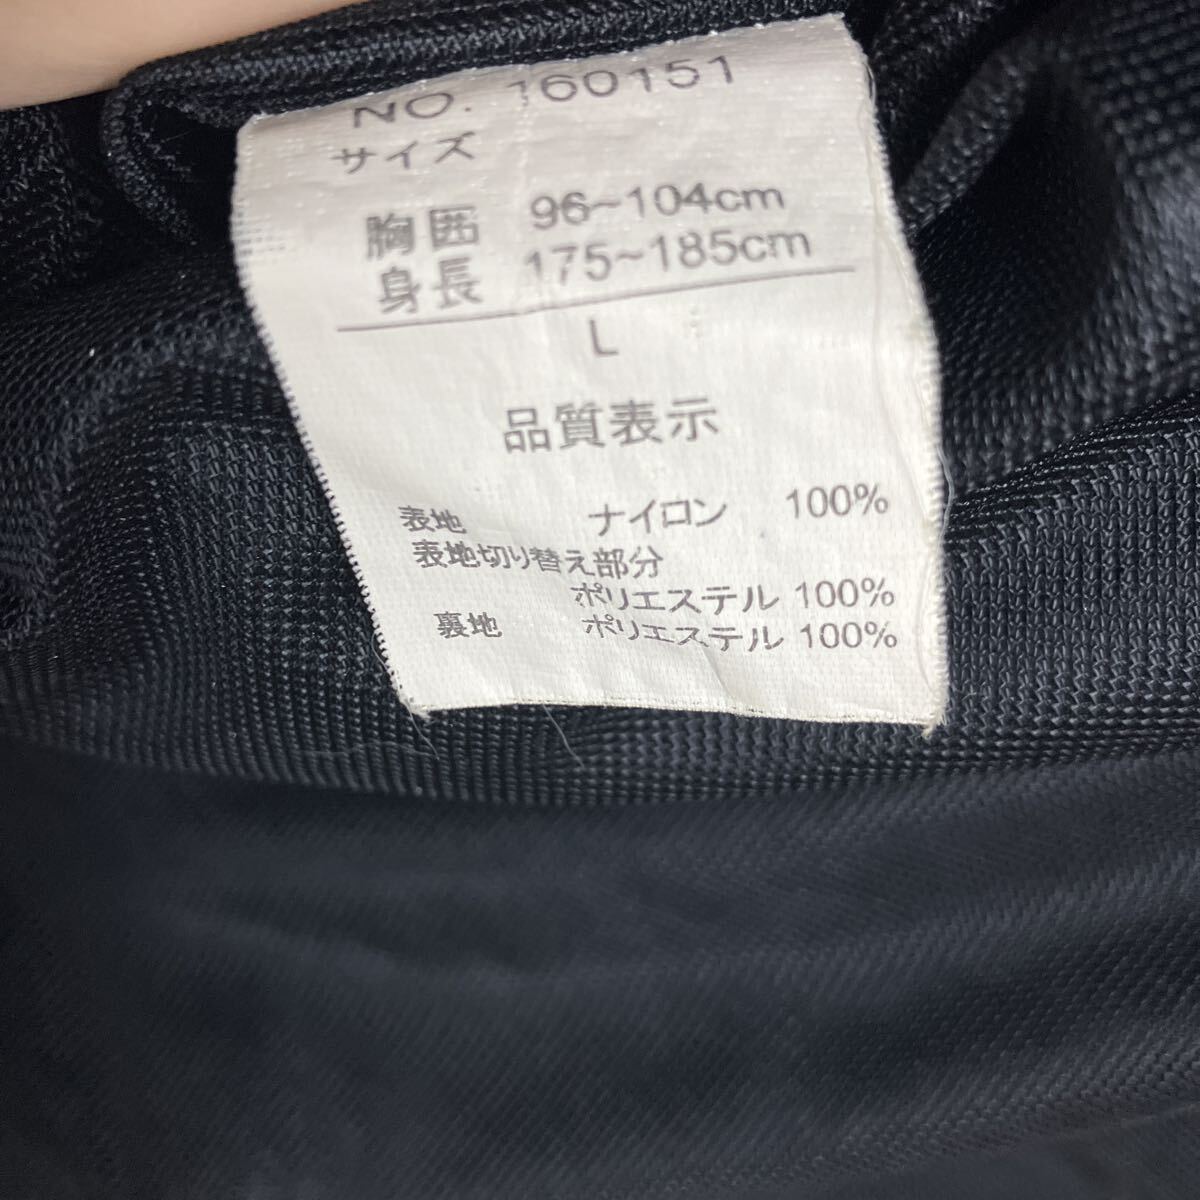 NO. 160151
サイズ
胸囲 96~104cm
身長 175~185cm
L
品質表示
表地 ナイロン 100%
表地切り替え部分
ポリエステル 100%
裏地 ポリエステル 100%